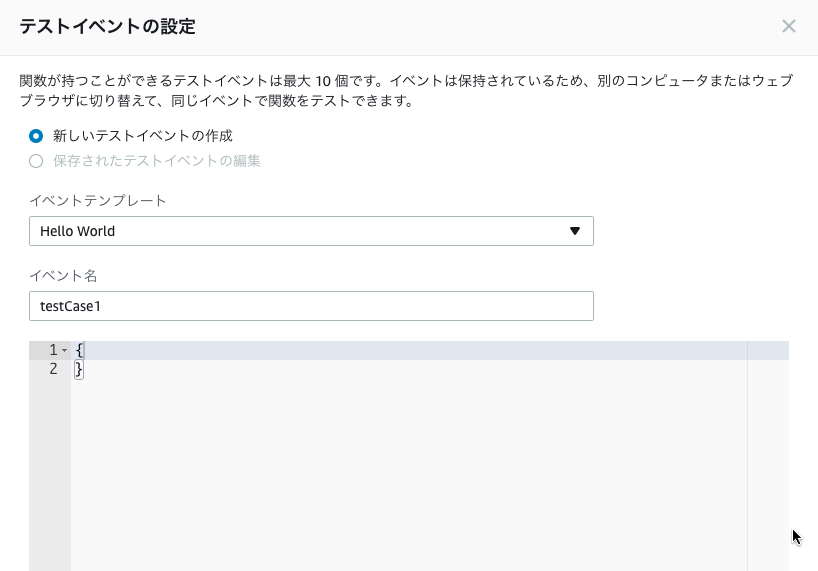 テストイベントの設定
関数が持つことができるテストイベントは最大 10 個です。イベントは保持されているため、別のコンピュータまたはウェブ
ブラウザに切り替えて、同じイベントで関数をテストできます。
新しいテストイベントの作成
保存されたテストイベントの編集
イベントテンプレート
Hello World
イベント名
testCase1
1 {
2 }